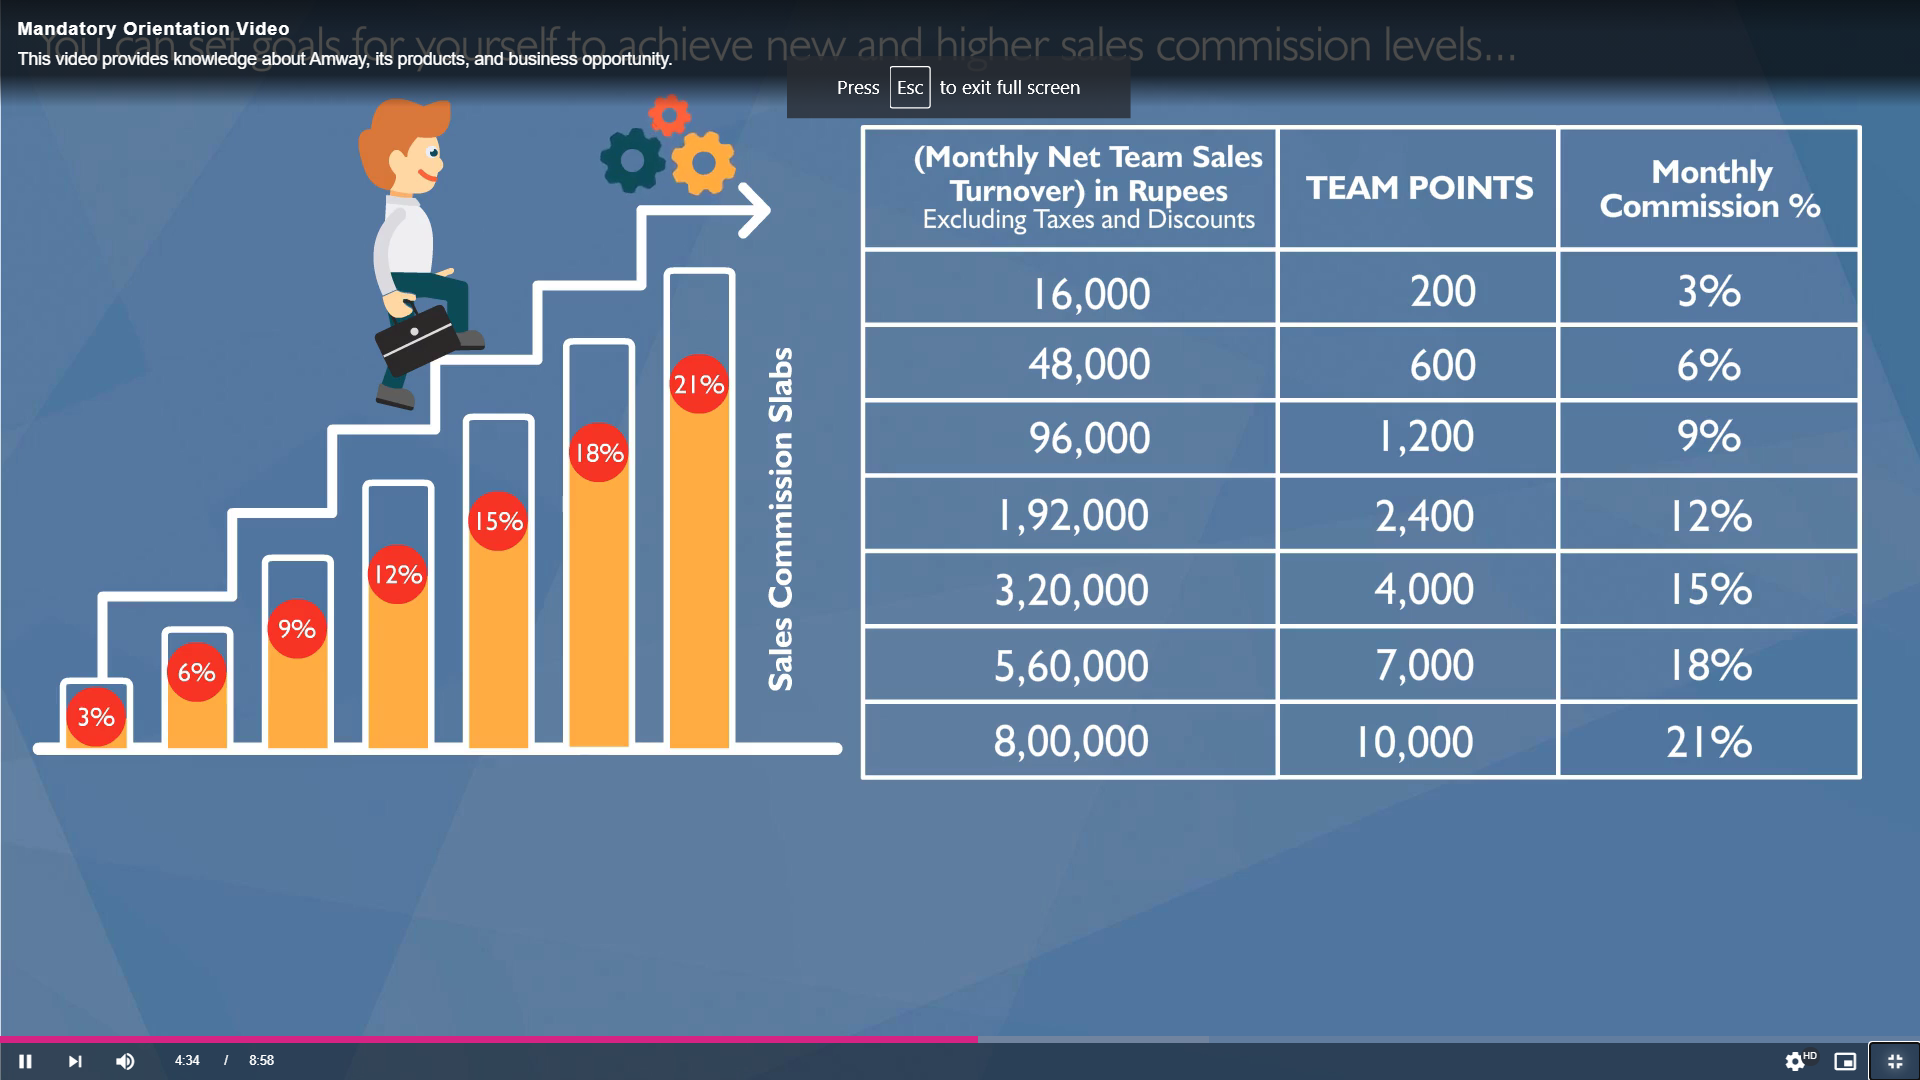 Mandatory Orientation Video
You can set goals for yourself to achieve new and higher sales commission levels...
This video provides knowledge about Amway, its products, and business opportunity.
Press Esc to exit full screen
(Monthly Net Team Sales
Turnover) in Rupees
Excluding Taxes and Discounts
TEAM POINTS
Monthly
Commission %
16,000 200 3%
48,000 600 6%
96,000 1,200 9%
1,92,000 2,400 12%
3,20,000 4,000 15%
5,60,000 7,000 18%
8,00,000 10,000 21%
3%
6%
9%
12%
15%
18%
21%
Sales Commission Slabs
4:34 / 8:58
HD